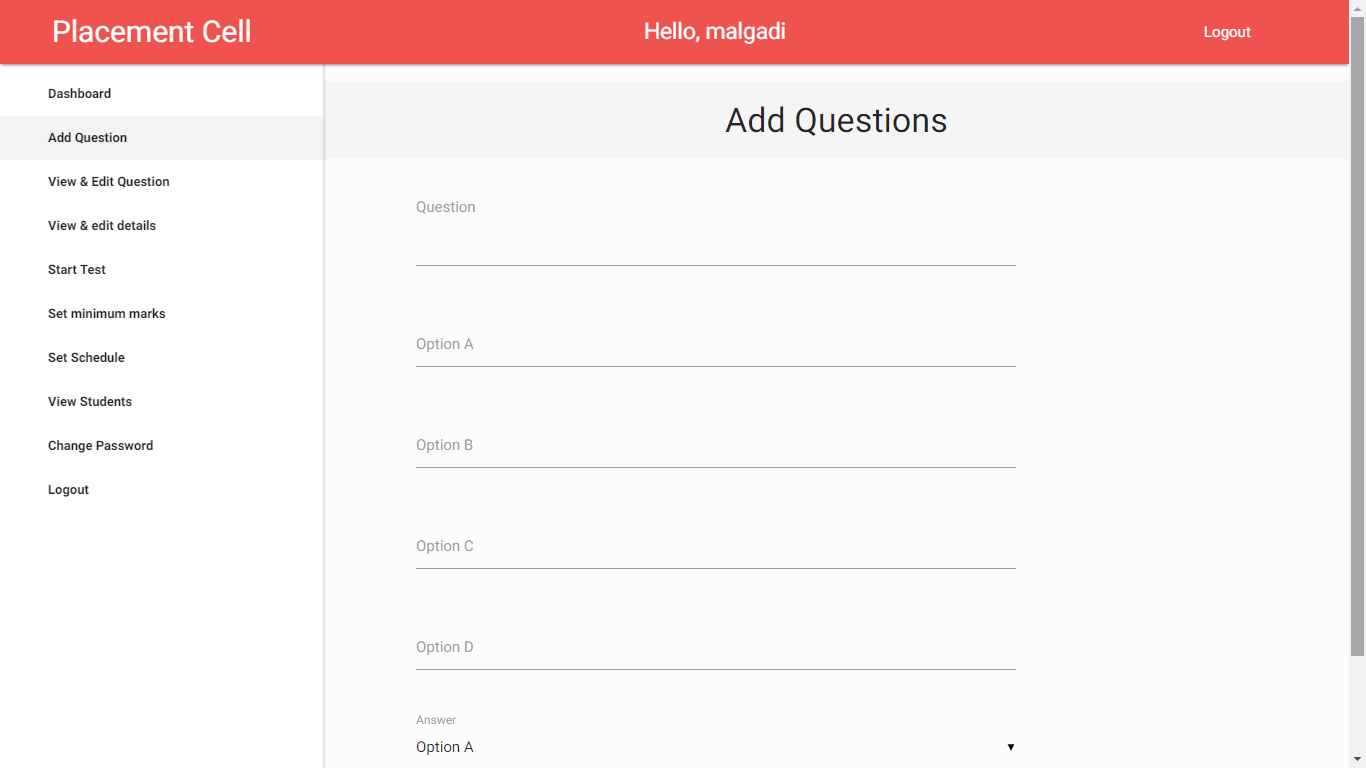 Placement Cell
Hello, malgadi
Logout
Dashboard
Add Question
View & Edit Question
View & edit details
Start Test
Set minimum marks
Set Schedule
View Students
Change Password
Logout
Add Questions
Question
Option A
Option B
Option C
Option D
Answer
Option A